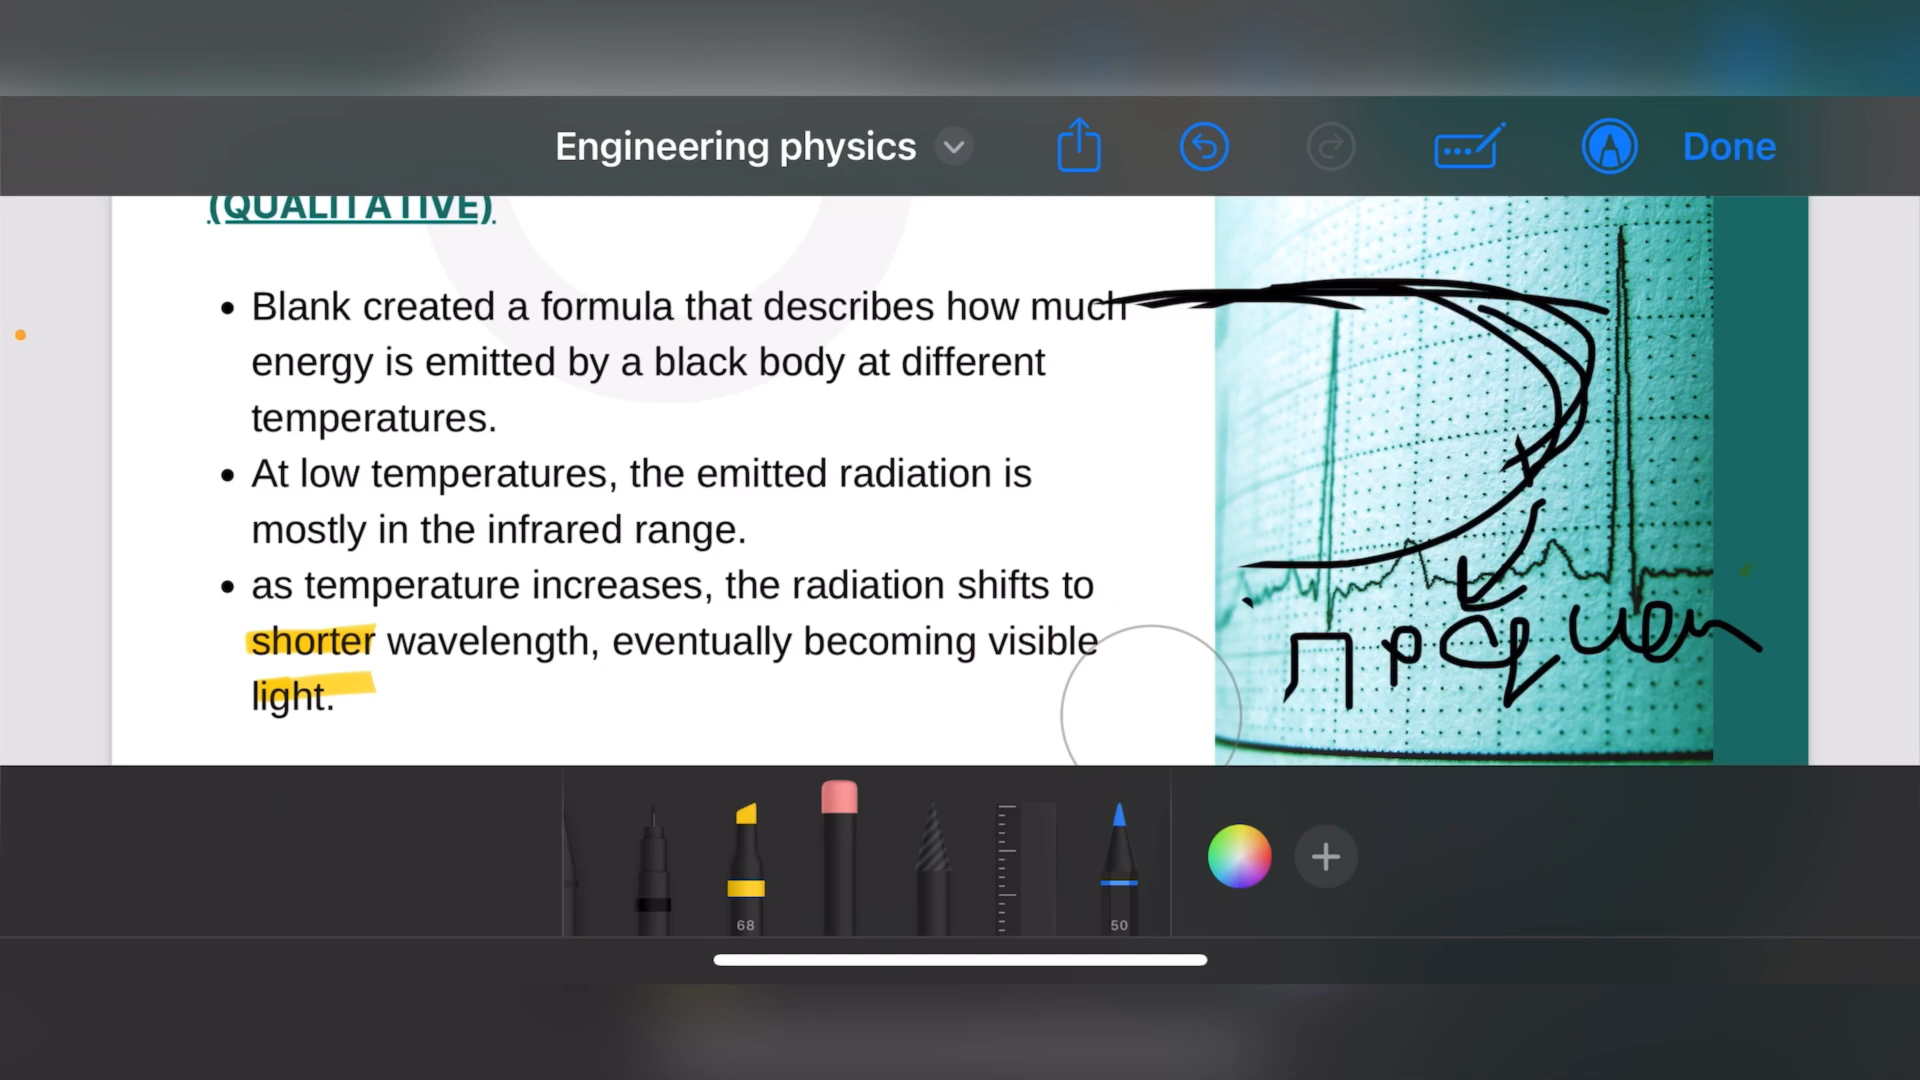 Engineering physics
Done
(QUALITATIVE)
• Blank created a formula that describes how much
energy is emitted by a black body at different
temperatures.
• At low temperatures, the emitted radiation is
mostly in the infrared range.
• as temperature increases, the radiation shifts to
shorter wavelength, eventually becoming visible
light.
68
50